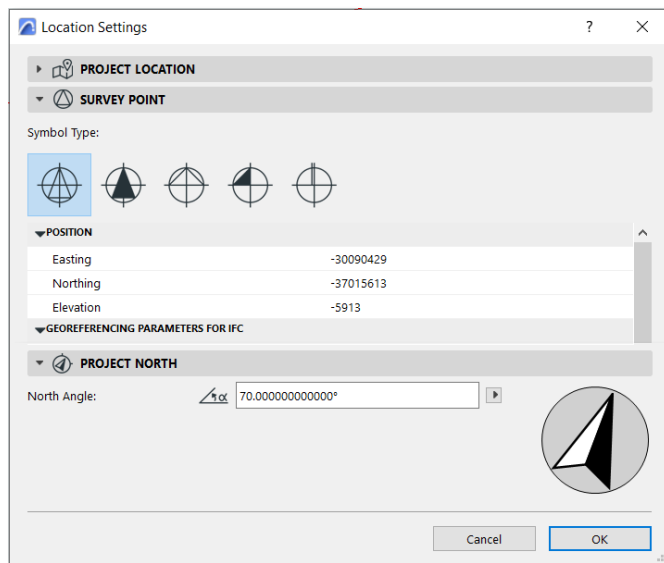 Location Settings ?
PROJECT LOCATION
SURVEY POINT
Symbol Type:
POSITION
Easting -30090429
Northing -37015613
Elevation -5913
GEOREFERENCING PARAMETERS FOR IFC
PROJECT NORTH
North Angle: α 70.000000000000°
Cancel OK